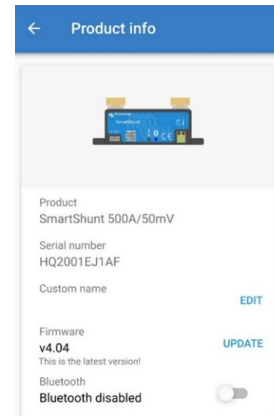 Product info
SmartShunt
Product
SmartShunt 500A/50mV
Serial number
HQ2001EJ1AF
Custom name
EDIT
Firmware
v4.04
UPDATE
This is the latest version!
Bluetooth
Bluetooth disabled